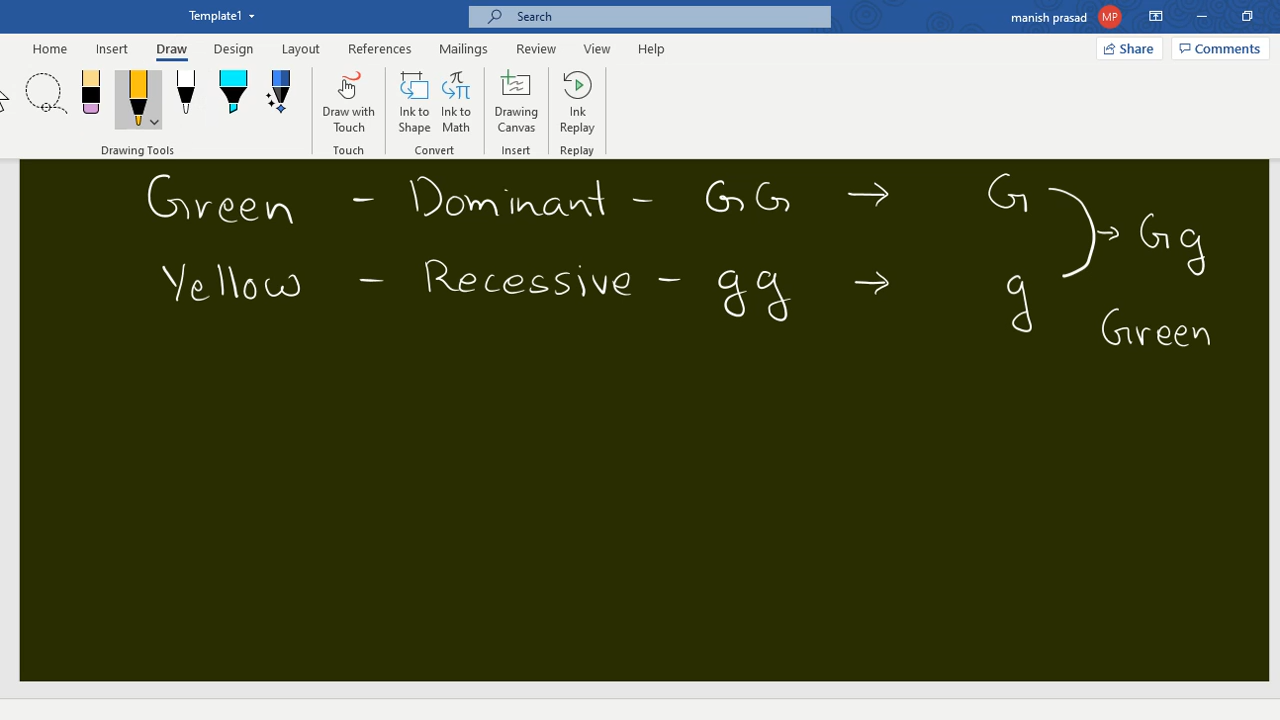 Template1
Search
manish prasad
MP
Home Insert Draw Design Layout References Mailings Review View Help
Share Comments
Draw with Touch
Ink to Shape
Ink to Math
Drawing Canvas
Ink Replay
Drawing Tools Touch Convert Insert Replay
Green - Dominant - GG → G
→ Gg
Yellow - Recessive - gg → g
Green